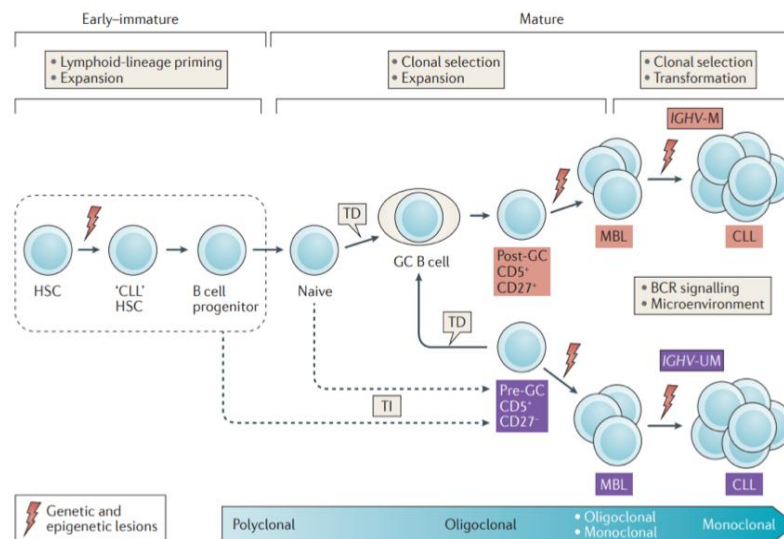 Early–immature
Mature
• Lymphoid-lineage priming
• Expansion
• Clonal selection
• Expansion
• Clonal selection
• Transformation
IGHV-M
TD
HSC
'CLL'
HSC
B cell
progenitor
Naive
GC B cell
Post-GC
CD5⁺
CD27⁺
MBL
CLL
• BCR signalling
• Microenvironment
TD
IGHV-UM
TI
Pre-GC
CD5⁺
CD27⁻
MBL
CLL
Genetic and
epigenetic lesions
Polyclonal
Oligoclonal
• Oligoclonal
• Monoclonal
Monoclonal